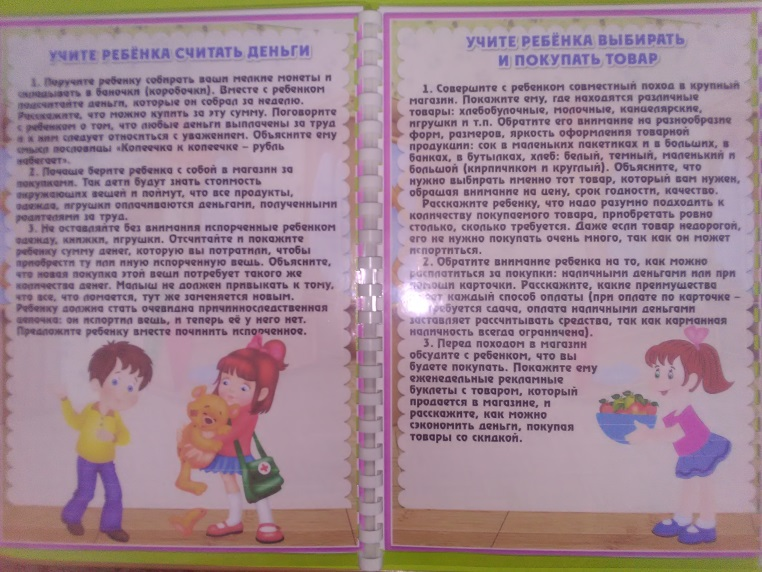 УЧИТЕ РЕБЁНКА СЧИТАТЬ ДЕНЬГИ
1. Поручите ребенку собирать ваши мелкие монеты и
складывать в баночки (коробочки). Вместе с ребенком
подсчитайте деньги, которые он собрал за неделю.
Расскажите, что можно купить за эту сумму. Поговорите
с ребенком о том, что любые деньги выплачены за труд
и к ним следует относиться с уважением. Объясните ему
смысл пословицы «Копеечка к копеечке – рубль
набегает».
2. Почаще берите ребенка с собой в магазин за
покупками. Так дети будут знать стоимость
окружающих вещей и поймут, что все продукты,
одежда, игрушки оплачиваются деньгами, полученными
родителями за труд.
3. Не оставляйте без внимания испорченные ребенком
одежду, книжки, игрушки. Отсчитайте и покажите
ребенку сумму денег, которую вы потратили, чтобы
приобрести ту или иную испорченную вещь. Объясните,
что новая покупка этой вещи потребует такого же
количества денег. Малыш не должен привыкать к тому,
что все, что ломается, тут же заменяется новым.
Ребенку должна стать очевидна причинноследственная
цепочка: он испортил вещь, и теперь её у него нет.
Предложите ребенку вместе починить испорченное.
УЧИТЕ РЕБЁНКА ВЫБИРАТЬ
И ПОКУПАТЬ ТОВАР
1. Совершите с ребенком совместный поход в крупный
магазин. Покажите ему, где находятся различные
товары: хлебобулочные, молочные, канцелярские,
игрушки и т.п. Обратите его внимание на разнообразие
форм, размеров, яркость оформления товарной
продукции: сок в маленьких пакетиках и в больших, в
банках, в бутылках, хлеб: белый, темный, маленький и
большой (кирпичиком и круглый). Объясните, что
нужно выбирать именно тот товар, который вам нужен,
обращая внимание на цену, срок годности, качество.
Расскажите ребенку, что надо разумно подходить к
количеству покупаемого товара, приобретать ровно
столько, сколько требуется. Даже если товар недорогой,
его не нужно покупать очень много, так как он может
испортиться.
2. Обратите внимание ребенка на то, как можно
расплатиться за покупки: наличными деньгами или при
помощи карточки. Расскажите, какие преимущества
имеет каждый способ оплаты (при оплате по карточке –
не требуется сдача, оплата наличными деньгами
заставляет рассчитывать средства, так как карманная
наличность всегда ограничена).
3. Перед походом в магазин
обсудите с ребенком, что вы
будете покупать. Покажите ему
еженедельные рекламные
буклеты с товаром, который
продается в магазине, и
расскажите, как можно
сэкономить деньги, покупая
товары со скидкой.